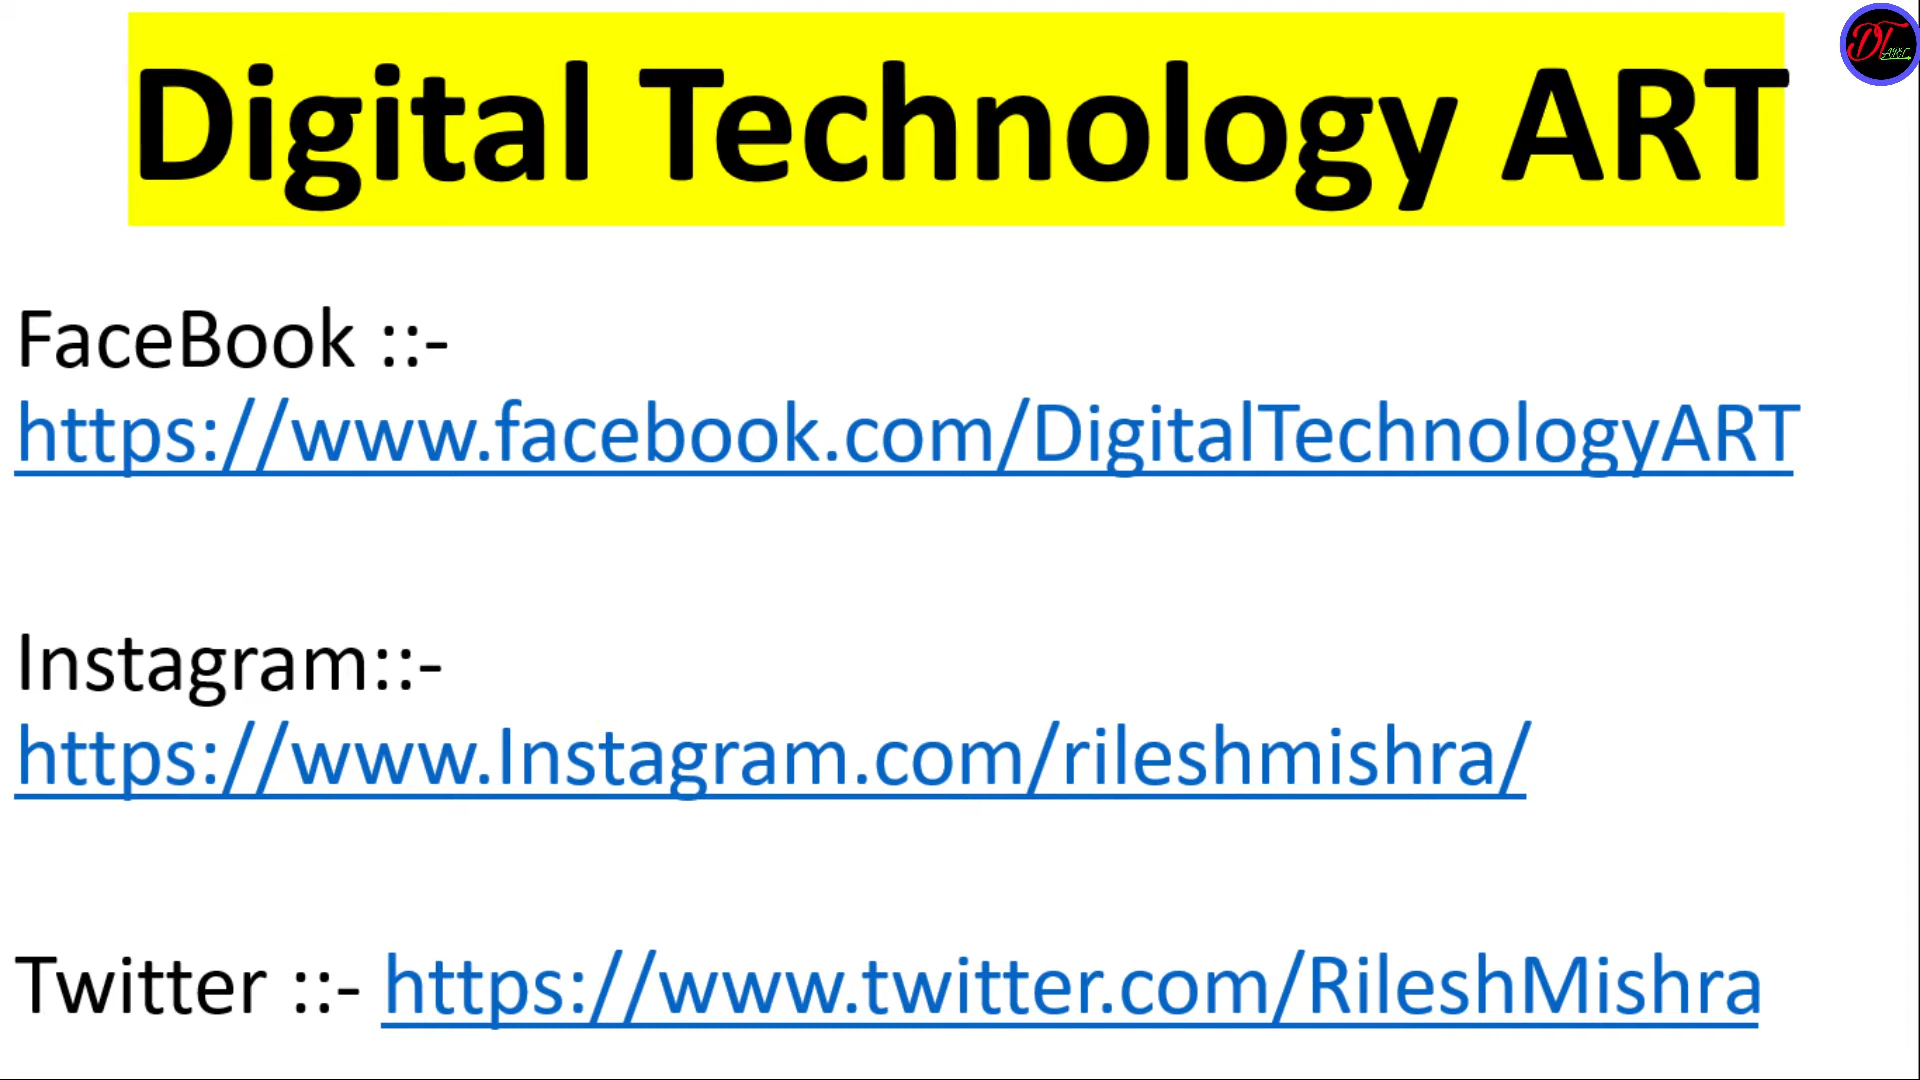 Digital Technology ART
FaceBook ::-
https://www.facebook.com/DigitalTechnologyART
Instagram::-
https://www.Instagram.com/rileshmishra/
Twitter ::- https://www.twitter.com/RileshMishra